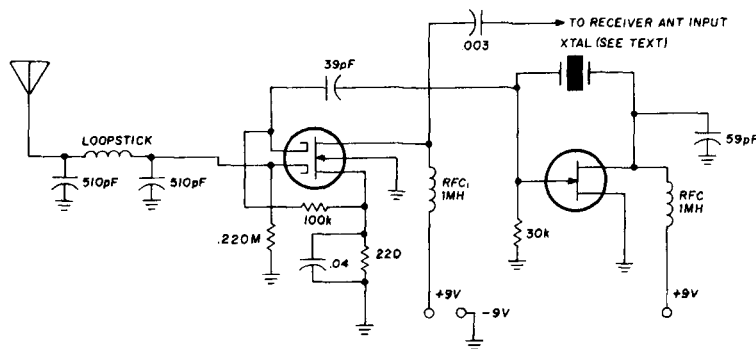 TO RECEIVER ANT INPUT
.003
XTAL (SEE TEXT)
39pF
LOOPSTICK
59pF
510pF
510pF
RFC1
1MH
RFC
1MH
100k
.220M
.04
220
30k
+9V
-9V
+9V